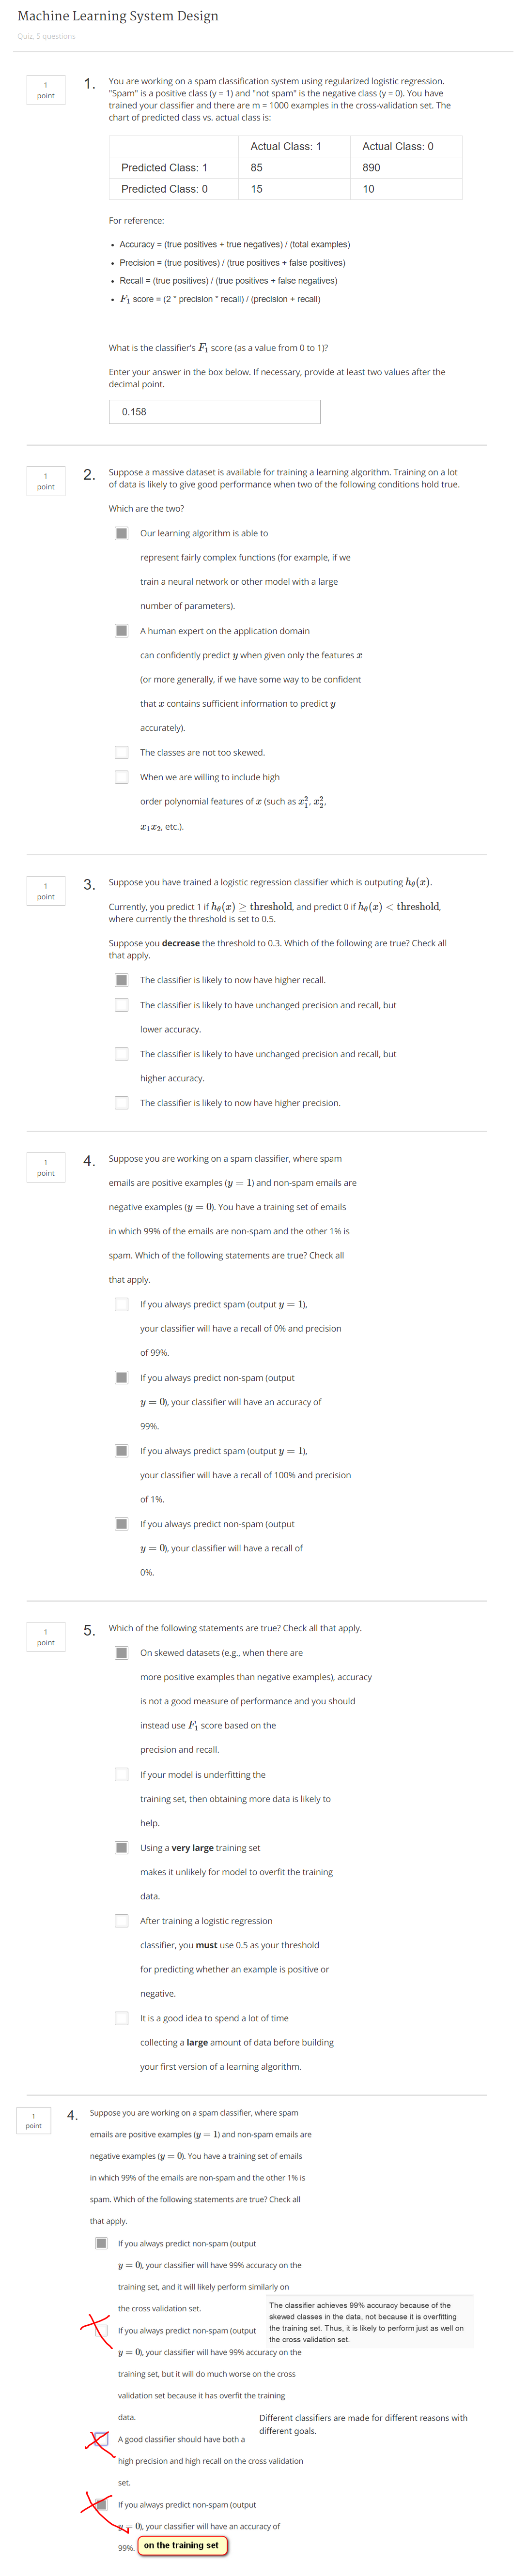 Machine Learning System Design
Quiz, 5 questions
1
point
1.
You are working on a spam classification system using regularized logistic regression.
"Spam" is a positive class (y = 1) and "not spam" is the negative class (y = 0). You have
trained your classifier and there are m = 1000 examples in the cross-validation set. The
chart of predicted class vs. actual class is:
Actual Class: 1 Actual Class: 0
Predicted Class: 1 85 890
Predicted Class: 0 15 10
For reference:
• Accuracy = (true positives + true negatives) / (total examples)
• Precision = (true positives) / (true positives + false positives)
• Recall = (true positives) / (true positives + false negatives)
• F₁ score = (2 * precision * recall) / (precision + recall)
What is the classifier's F₁ score (as a value from 0 to 1)?
Enter your answer in the box below. If necessary, provide at least two values after the
decimal point.
0.158
1
point
2.
Suppose a massive dataset is available for training a learning algorithm. Training on a lot
of data is likely to give good performance when two of the following conditions hold true.
Which are the two?
Our learning algorithm is able to
represent fairly complex functions (for example, if we
train a neural network or other model with a large
number of parameters).
A human expert on the application domain
can confidently predict y when given only the features x
(or more generally, if we have some way to be confident
that x contains sufficient information to predict y
accurately).
The classes are not too skewed.
When we are willing to include high
order polynomial features of x (such as x₁², x₂²,
x₁x₂, etc.).
1
point
3.
Suppose you have trained a logistic regression classifier which is outputing hθ(x).
Currently, you predict 1 if hθ(x) ≥ threshold, and predict 0 if hθ(x) < threshold,
where currently the threshold is set to 0.5.
Suppose you decrease the threshold to 0.3. Which of the following are true? Check all
that apply.
The classifier is likely to now have higher recall.
The classifier is likely to have unchanged precision and recall, but
lower accuracy.
The classifier is likely to have unchanged precision and recall, but
higher accuracy.
The classifier is likely to now have higher precision.
1
point
4.
Suppose you are working on a spam classifier, where spam
emails are positive examples (y = 1) and non-spam emails are
negative examples (y = 0). You have a training set of emails
in which 99% of the emails are non-spam and the other 1% is
spam. Which of the following statements are true? Check all
that apply.
If you always predict spam (output y = 1),
your classifier will have a recall of 0% and precision
of 99%.
If you always predict non-spam (output
y = 0), your classifier will have an accuracy of
99%.
If you always predict spam (output y = 1),
your classifier will have a recall of 100% and precision
of 1%.
If you always predict non-spam (output
y = 0), your classifier will have a recall of
0%.
1
point
5.
Which of the following statements are true? Check all that apply.
On skewed datasets (e.g., when there are
more positive examples than negative examples), accuracy
is not a good measure of performance and you should
instead use F₁ score based on the
precision and recall.
If your model is underfitting the
training set, then obtaining more data is likely to
help.
Using a very large training set
makes it unlikely for model to overfit the training
data.
After training a logistic regression
classifier, you must use 0.5 as your threshold
for predicting whether an example is positive or
negative.
It is a good idea to spend a lot of time
collecting a large amount of data before building
your first version of a learning algorithm.
1
point
4.
Suppose you are working on a spam classifier, where spam
emails are positive examples (y = 1) and non-spam emails are
negative examples (y = 0). You have a training set of emails
in which 99% of the emails are non-spam and the other 1% is
spam. Which of the following statements are true? Check all
that apply.
If you always predict non-spam (output
y = 0), your classifier will have 99% accuracy on the
training set, and it will likely perform similarly on
the cross validation set.
The classifier achieves 99% accuracy because of the
skewed classes in the data, not because it is overfitting
the training set. Thus, it is likely to perform just as well on
the cross validation set.
If you always predict non-spam (output
y = 0), your classifier will have 99% accuracy on the
training set, but it will do much worse on the cross
validation set because it has overfit the training
data.
Different classifiers are made for different reasons with
different goals.
A good classifier should have both a
high precision and high recall on the cross validation
set.
If you always predict non-spam (output
y = 0), your classifier will have an accuracy of
99%.
on the training set